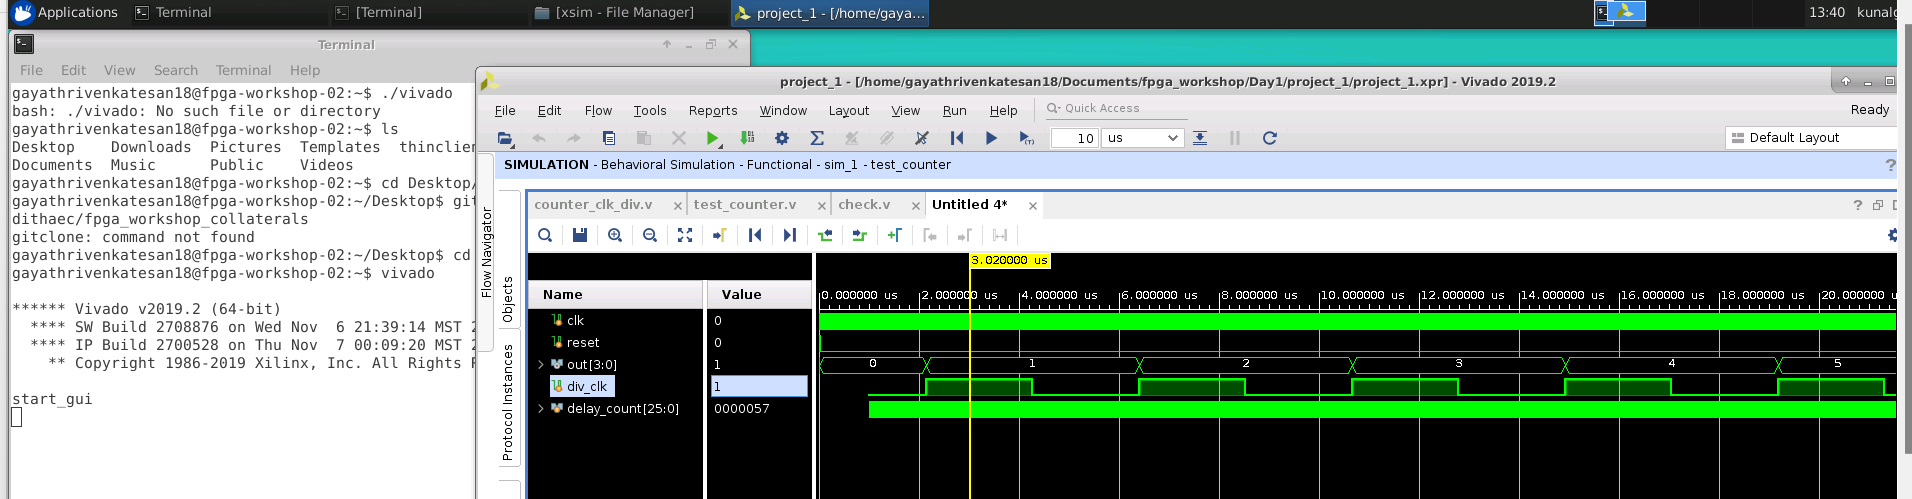 Applications Terminal [Terminal] [xsim - File Manager] project_1 - [/home/gaya... 13:40 kunalg
Terminal
File Edit View Search Terminal Help
gayathrivenkatesan18@fpga-workshop-02:~$ ./vivado
bash: ./vivado: No such file or directory
gayathrivenkatesan18@fpga-workshop-02:~$ ls
Desktop Downloads Pictures Templates thinclien
Documents Music Public Videos
gayathrivenkatesan18@fpga-workshop-02:~$ cd Desktop/
gayathrivenkatesan18@fpga-workshop-02:~/Desktop$ git
dithaec/fpga_workshop_collaterals
gitclone: command not found
gayathrivenkatesan18@fpga-workshop-02:~/Desktop$ cd
gayathrivenkatesan18@fpga-workshop-02:~$ vivado
****** Vivado v2019.2 (64-bit)
**** SW Build 2708876 on Wed Nov 6 21:39:14 MST 2
**** IP Build 2700528 on Thu Nov 7 00:09:20 MST
** Copyright 1986-2019 Xilinx, Inc. All Rights
start_gui
project_1 - [/home/gayathrivenkatesan18/Documents/fpga_workshop/Day1/project_1/project_1.xpr] - Vivado 2019.2
File Edit Flow Tools Reports Window Layout View Run Help Quick Access Ready
10 us Default Layout
SIMULATION - Behavioral Simulation - Functional - sim_1 - test_counter ?
Flow Navigator
Objects
Protocol Instances
counter_clk_div.v test_counter.v check.v Untitled 4* ?
3.020000 us
0.000000 us 2.000000 us 4.000000 us 6.000000 us 8.000000 us 10.000000 us 12.000000 us 14.000000 us 16.000000 us 18.000000 us 20.000000 u
Name Value
clk 0
reset 0
out[3:0] 1 0 1 2 3 4 5
div_clk 1
delay_count[25:0] 0000057